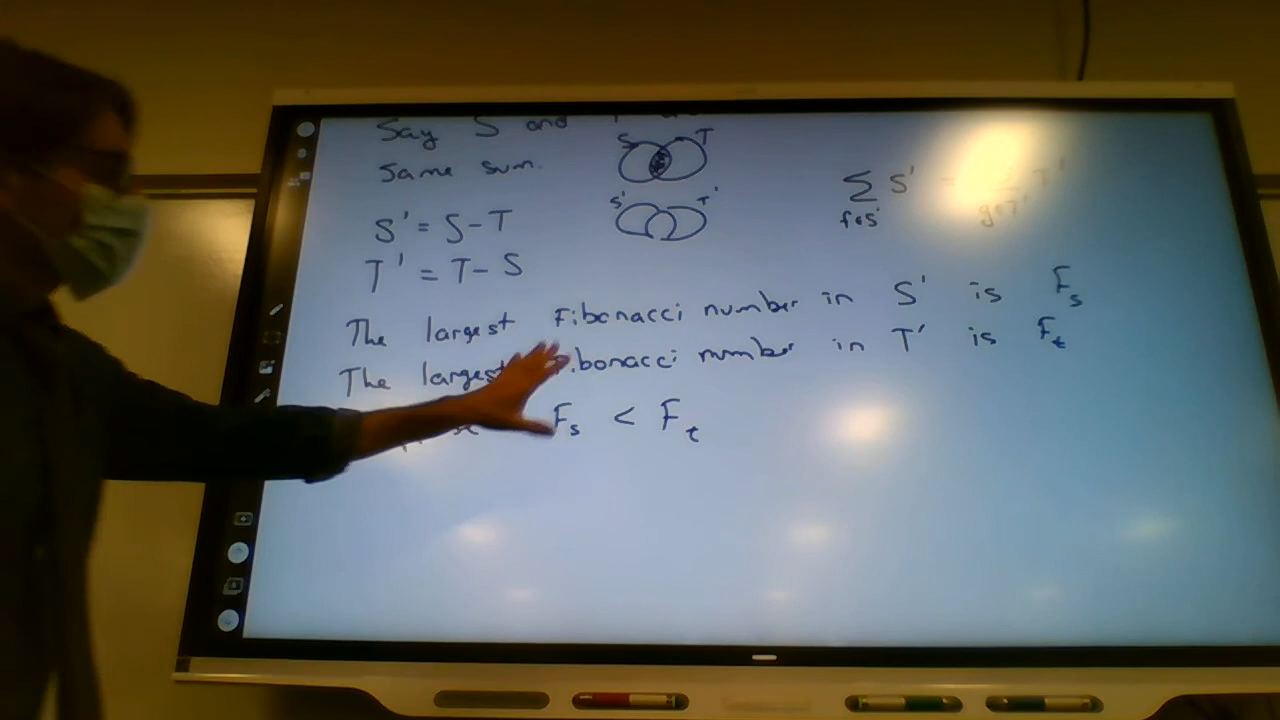 Say S and
same sum.
S T
S' T'
S' = S - T
T' = T - S
∑ S' =
f∈S'
The largest Fibonacci number in S' is F_s
The largest Fibonacci number in T' is F_t
F_s < F_t